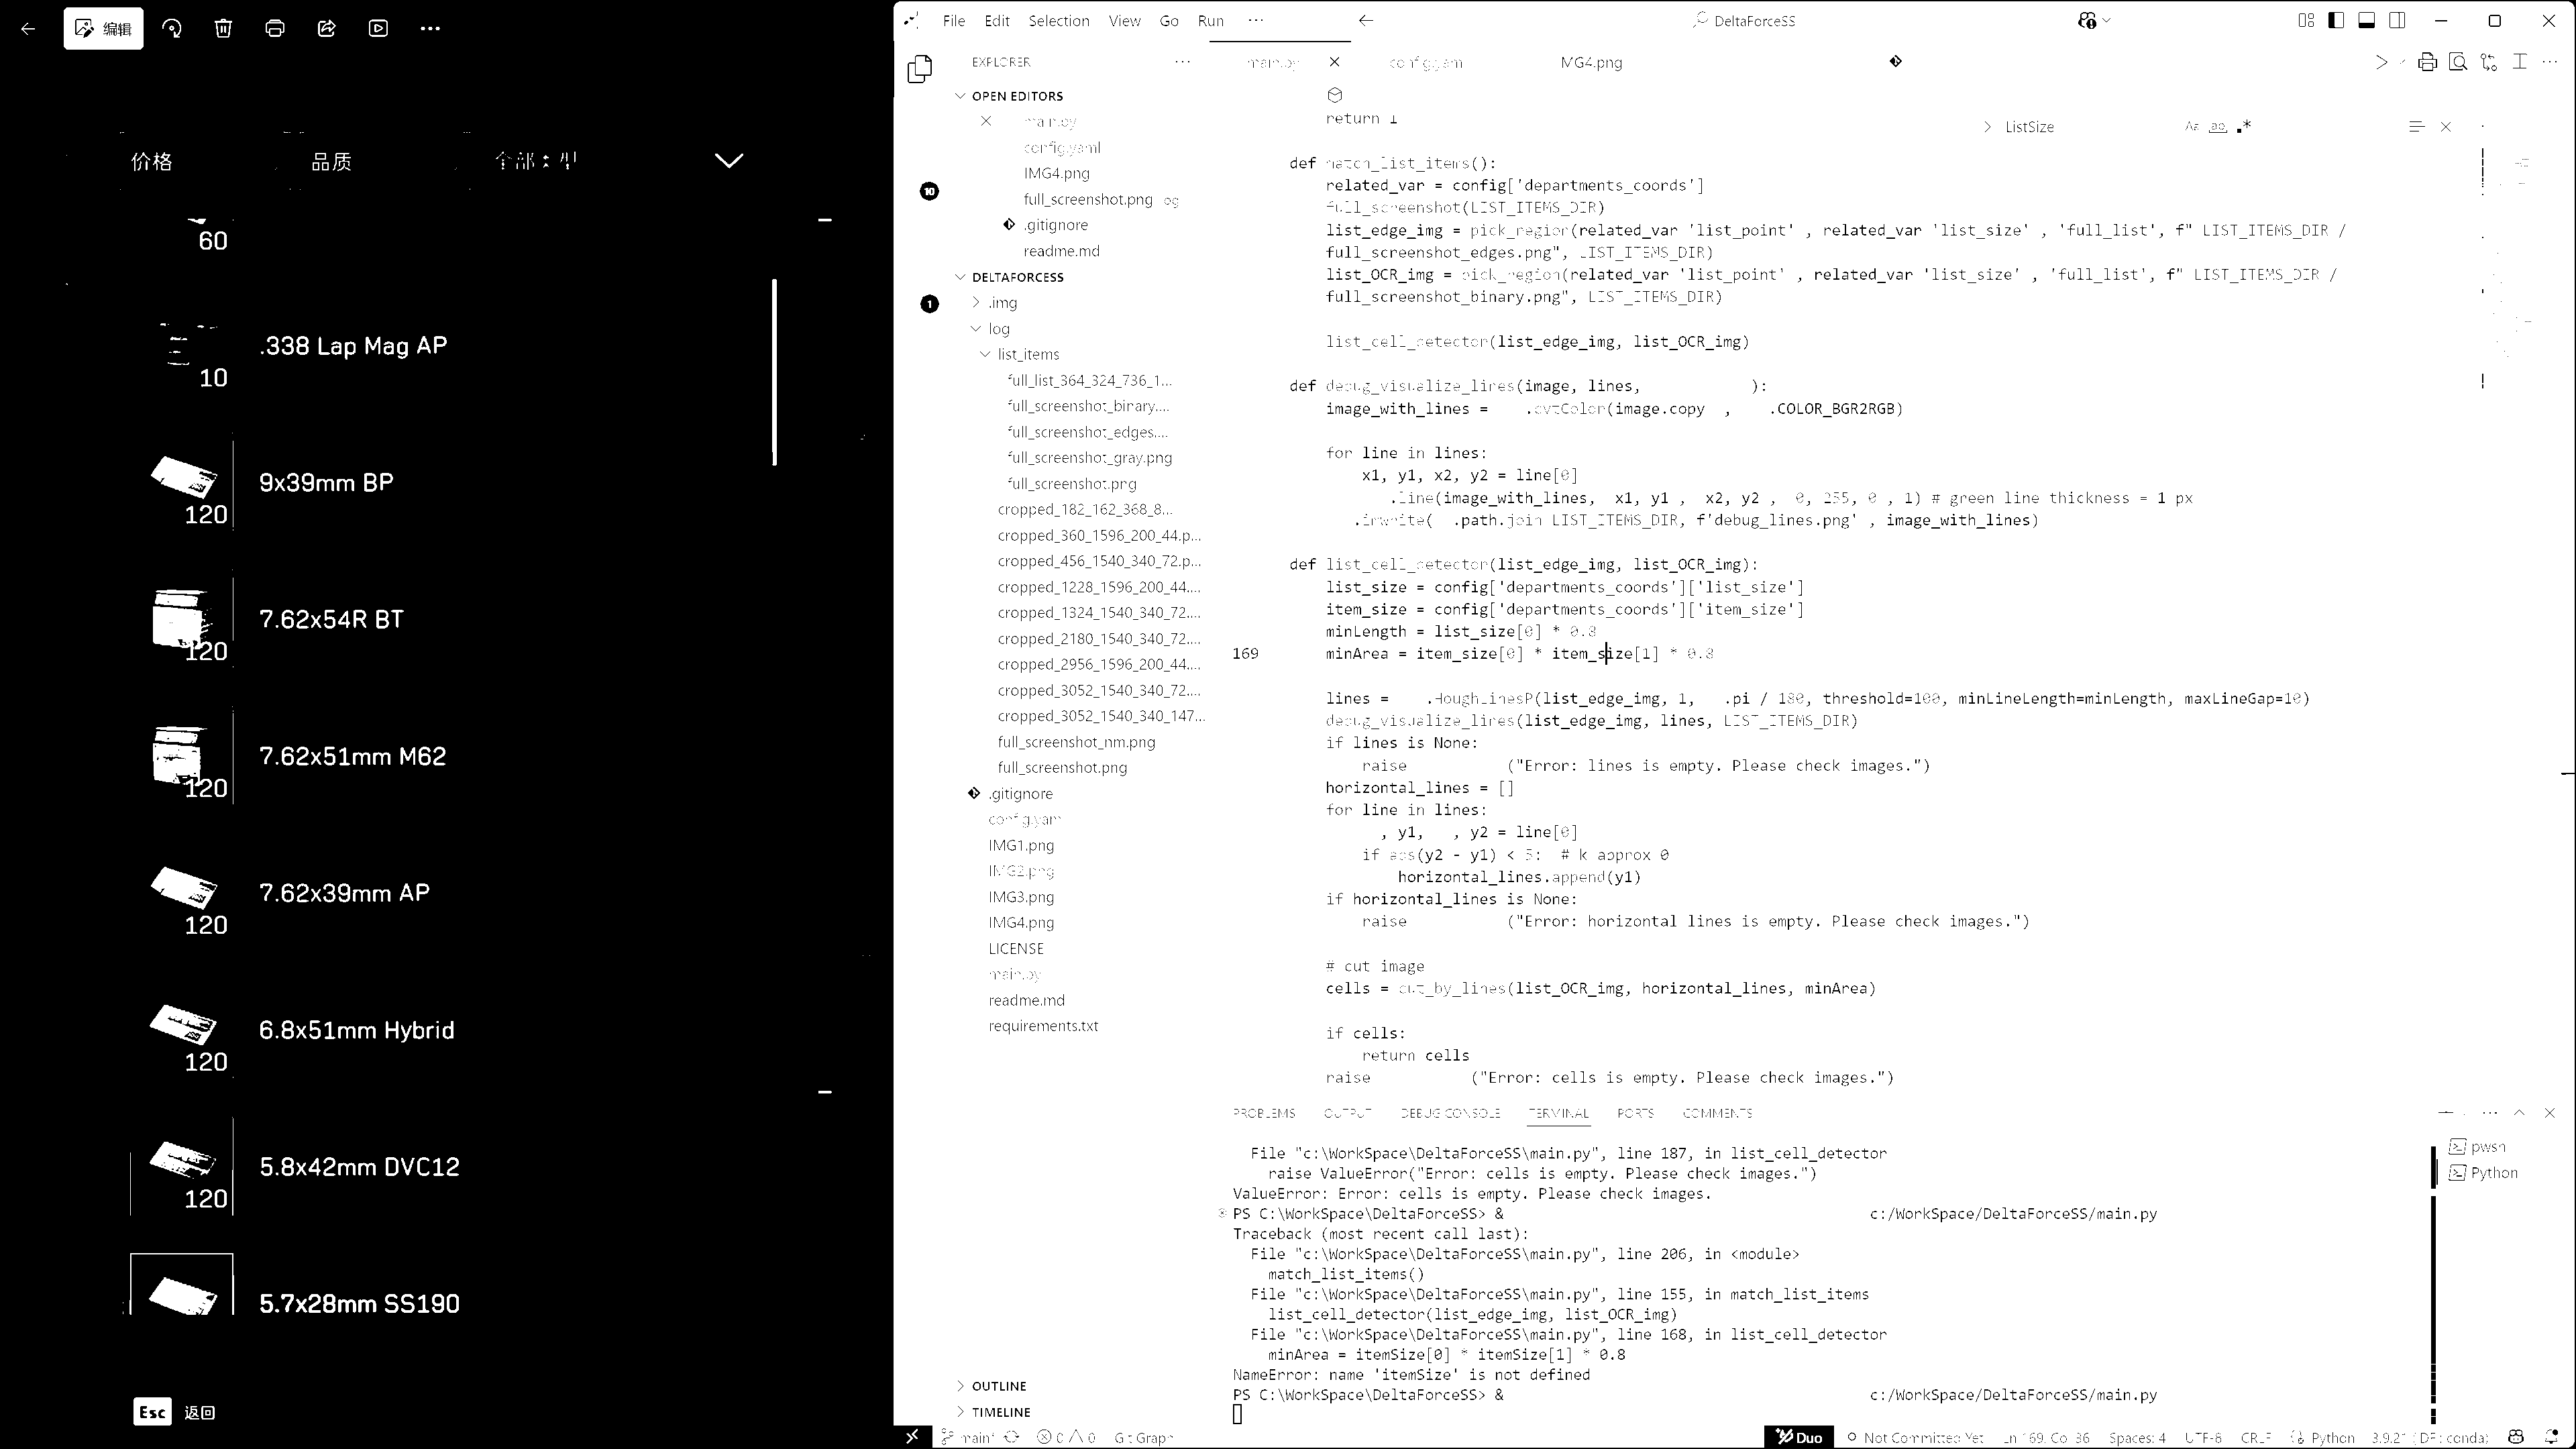 编辑
价格 品质 全部
60
.338 Lap Mag AP
10
9x39mm BP
120
7.62x54R BT
120
7.62x51mm M62
120
7.62x39mm AP
120
6.8x51mm Hybrid
120
5.8x42mm DVC12
120
5.7x28mm SS190
Esc 返回
File Edit Selection View Go Run ··· DeltaForceSS
EXPLORER ···
OPEN EDITORS
main.py
config.yaml
IMG4.png
full_screenshot.png
.gitignore
readme.md
DELTAFORCESS
.img
log
list_items
full_list_364_324_736_1...
full_screenshot_binary....
full_screenshot_edges....
full_screenshot_gray.png
full_screenshot.png
cropped_182_162_368_8...
cropped_360_1596_200_44.p...
cropped_456_1540_340_72.p...
cropped_1228_1596_200_44....
cropped_1324_1540_340_72....
cropped_2180_1540_340_72....
cropped_2956_1596_200_44....
cropped_3052_1540_340_72....
cropped_3052_1540_340_147...
full_screenshot_nm.png
full_screenshot.png
.gitignore
config.yam
IMG1.png
IMG2.png
IMG3.png
IMG4.png
LICENSE
main.py
readme.md
requirements.txt
OUTLINE
TIMELINE
10
1
main.py config.yam MG4.png
ListSize Aa ab .*
return
def match_list_items():
related_var = config['departments_coords']
full_screenshot(LIST_ITEMS_DIR)
list_edge_img = pick_region(related_var 'list_point' , related_var 'list_size' , 'full_list', f" LIST_ITEMS_DIR /
full_screenshot_edges.png", LIST_ITEMS_DIR)
list_OCR_img = pick_region(related_var 'list_point' , related_var 'list_size' , 'full_list', f" LIST_ITEMS_DIR /
full_screenshot_binary.png", LIST_ITEMS_DIR)
list_cell_detector(list_edge_img, list_OCR_img)
def debug_visualize_lines(image, lines, ):
image_with_lines = .cvtColor(image.copy , .COLOR_BGR2RGB)
for line in lines:
x1, y1, x2, y2 = line[0]
.line(image_with_lines, x1, y1 , x2, y2 , 0, 255, 0 , 1) # green line thickness = 1 px
.imwrite( .path.join LIST_ITEMS_DIR, f'debug_lines.png' , image_with_lines)
def list_cell_detector(list_edge_img, list_OCR_img):
list_size = config['departments_coords']['list_size']
item_size = config['departments_coords']['item_size']
minLength = list_size[0] * 0.8
169 minArea = item_size[0] * item_size[1] * 0.8
lines = .HoughLinesP(list_edge_img, 1, .pi / 180, threshold=100, minLineLength=minLength, maxLineGap=10)
debug_visualize_lines(list_edge_img, lines, LIST_ITEMS_DIR)
if lines is None:
raise ("Error: lines is empty. Please check images.")
horizontal_lines = []
for line in lines:
, y1, , y2 = line[0]
if abs(y2 - y1) < 5: # k approx 0
horizontal_lines.append(y1)
if horizontal_lines is None:
raise ("Error: horizontal lines is empty. Please check images.")
# cut image
cells = cut_by_lines(list_OCR_img, horizontal_lines, minArea)
if cells:
return cells
raise ("Error: cells is empty. Please check images.")
PROBLEMS OUTPUT DEBUG CONSOLE TERMINAL PORTS COMMENTS
File "c:\WorkSpace\DeltaForceSS\main.py", line 187, in list_cell_detector
raise ValueError("Error: cells is empty. Please check images.")
ValueError: Error: cells is empty. Please check images.
PS C:\WorkSpace\DeltaForceSS> & c:/WorkSpace/DeltaForceSS/main.py
Traceback (most recent call last):
File "c:\WorkSpace\DeltaForceSS\main.py", line 206, in <module>
match_list_items()
File "c:\WorkSpace\DeltaForceSS\main.py", line 155, in match_list_items
list_cell_detector(list_edge_img, list_OCR_img)
File "c:\WorkSpace\DeltaForceSS\main.py", line 168, in list_cell_detector
minArea = itemSize[0] * itemSize[1] * 0.8
NameError: name 'itemSize' is not defined
PS C:\WorkSpace\DeltaForceSS> & c:/WorkSpace/DeltaForceSS/main.py
pwsh
Python
main* 0 0 Git Graph Duo Not Committed Yet Ln 169, Col 36 Spaces: 4 UTF-8 CRLF Python